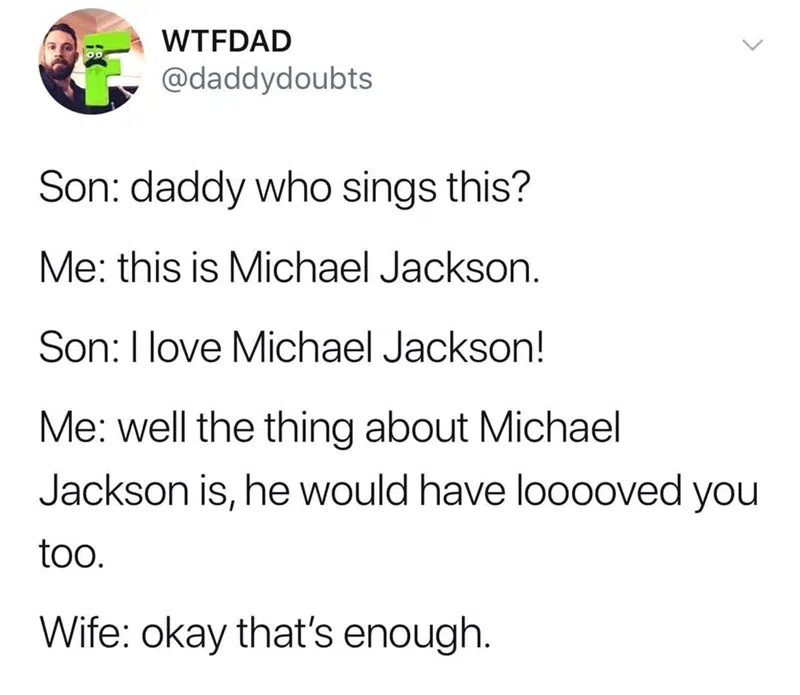 WTFDAD
@daddydoubts
Son: daddy who sings this?
Me: this is Michael Jackson.
Son: I love Michael Jackson!
Me: well the thing about Michael
Jackson is, he would have looooved you
too.
Wife: okay that's enough.